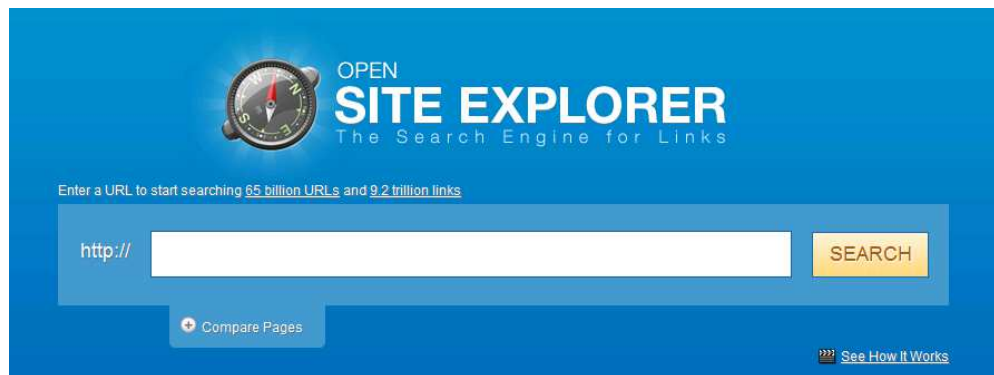 OPEN
SITE EXPLORER
The Search Engine for Links
Enter a URL to start searching 65 billion URLs and 9.2 trillion links
http://
SEARCH
Compare Pages
See How It Works
W
N
S
E